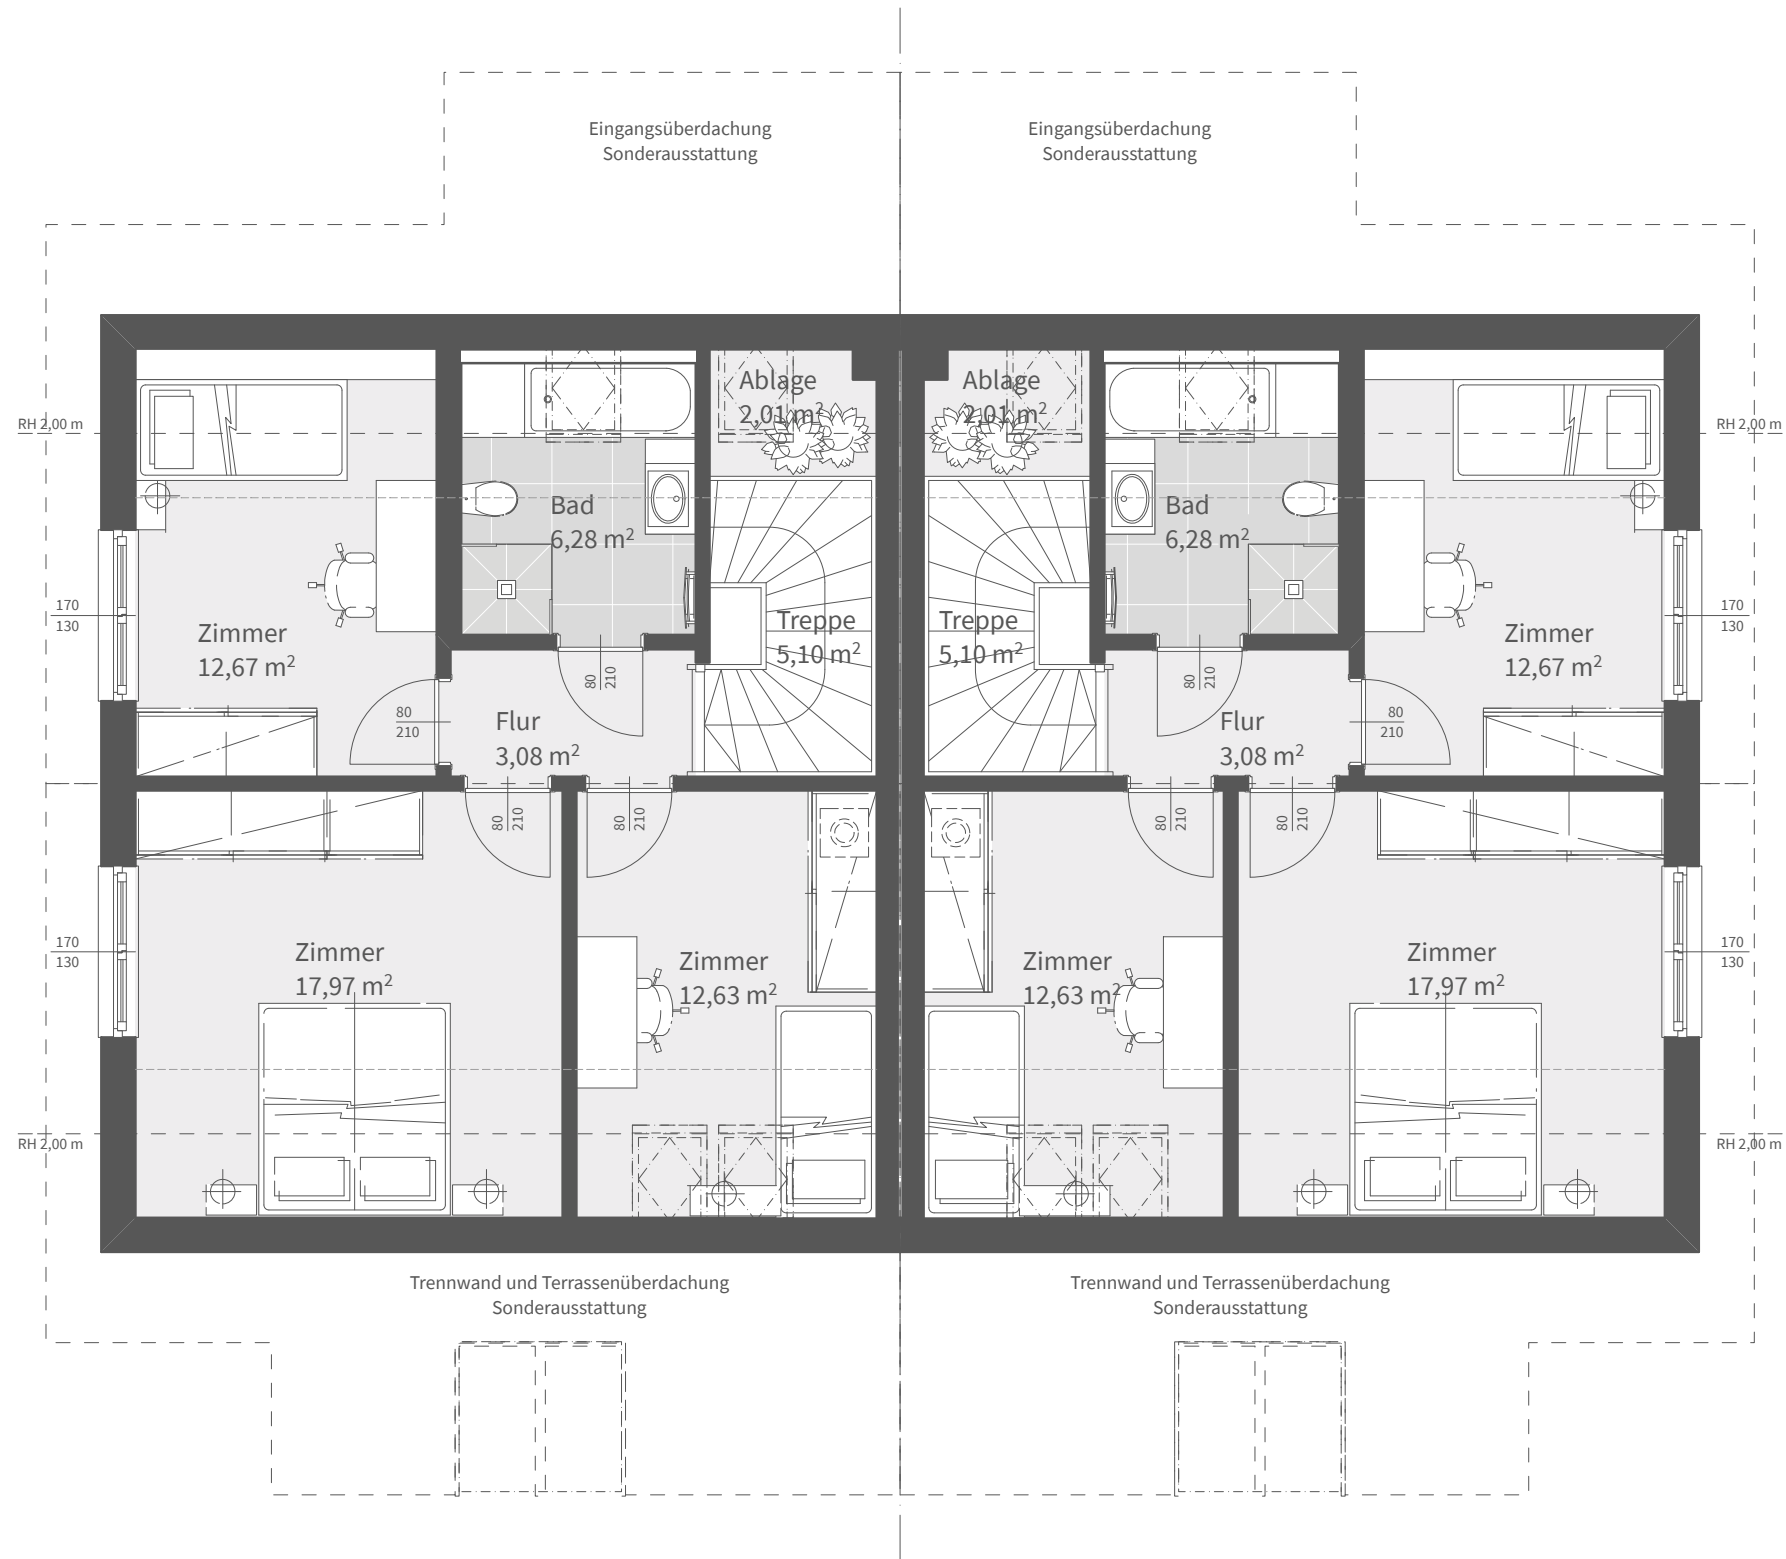 Eingangsüberdachung
Sonderausstattung
Eingangsüberdachung
Sonderausstattung
Ablage
2,01 m²
Ablage
2,01 m²
RH 2,00 m
RH 2,00 m
Bad
6,28 m²
Bad
6,28 m²
170
130
Zimmer
12,67 m²
Treppe
5,10 m²
Treppe
5,10 m²
Zimmer
12,67 m²
170
130
80
210
80
210
80
210
Flur
3,08 m²
Flur
3,08 m²
80
210
80
210
80
210
80
210
80
210
170
130
Zimmer
17,97 m²
Zimmer
12,63 m²
Zimmer
12,63 m²
Zimmer
17,97 m²
170
130
RH 2,00 m
RH 2,00 m
Trennwand und Terrassenüberdachung
Sonderausstattung
Trennwand und Terrassenüberdachung
Sonderausstattung